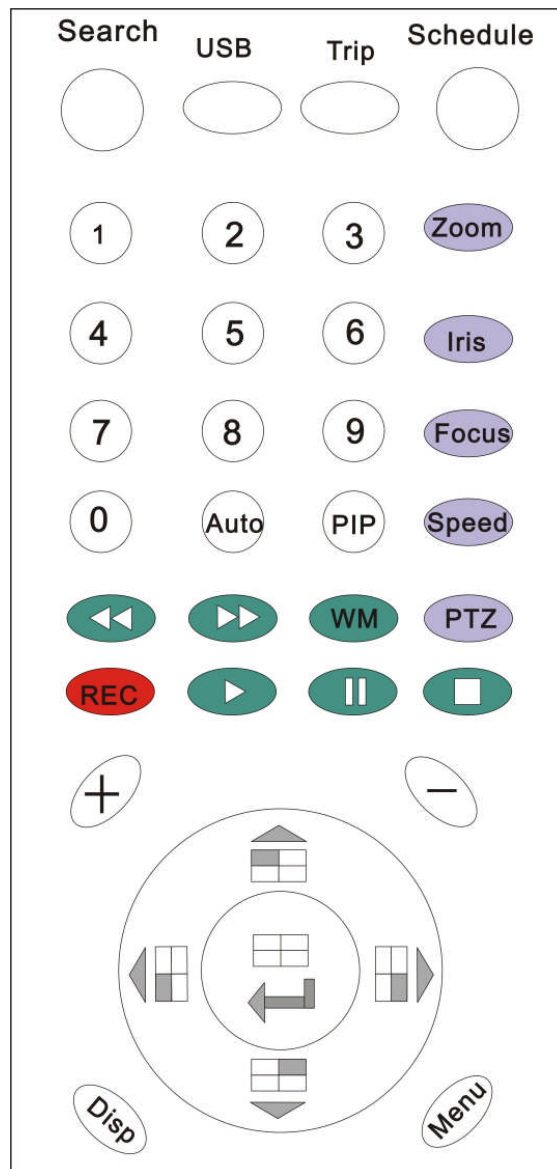 Search USB Trip Schedule
1 2 3 Zoom
4 5 6 Iris
7 8 9 Focus
0 Auto PIP Speed
WM PTZ
REC
+ −
Disp Menu